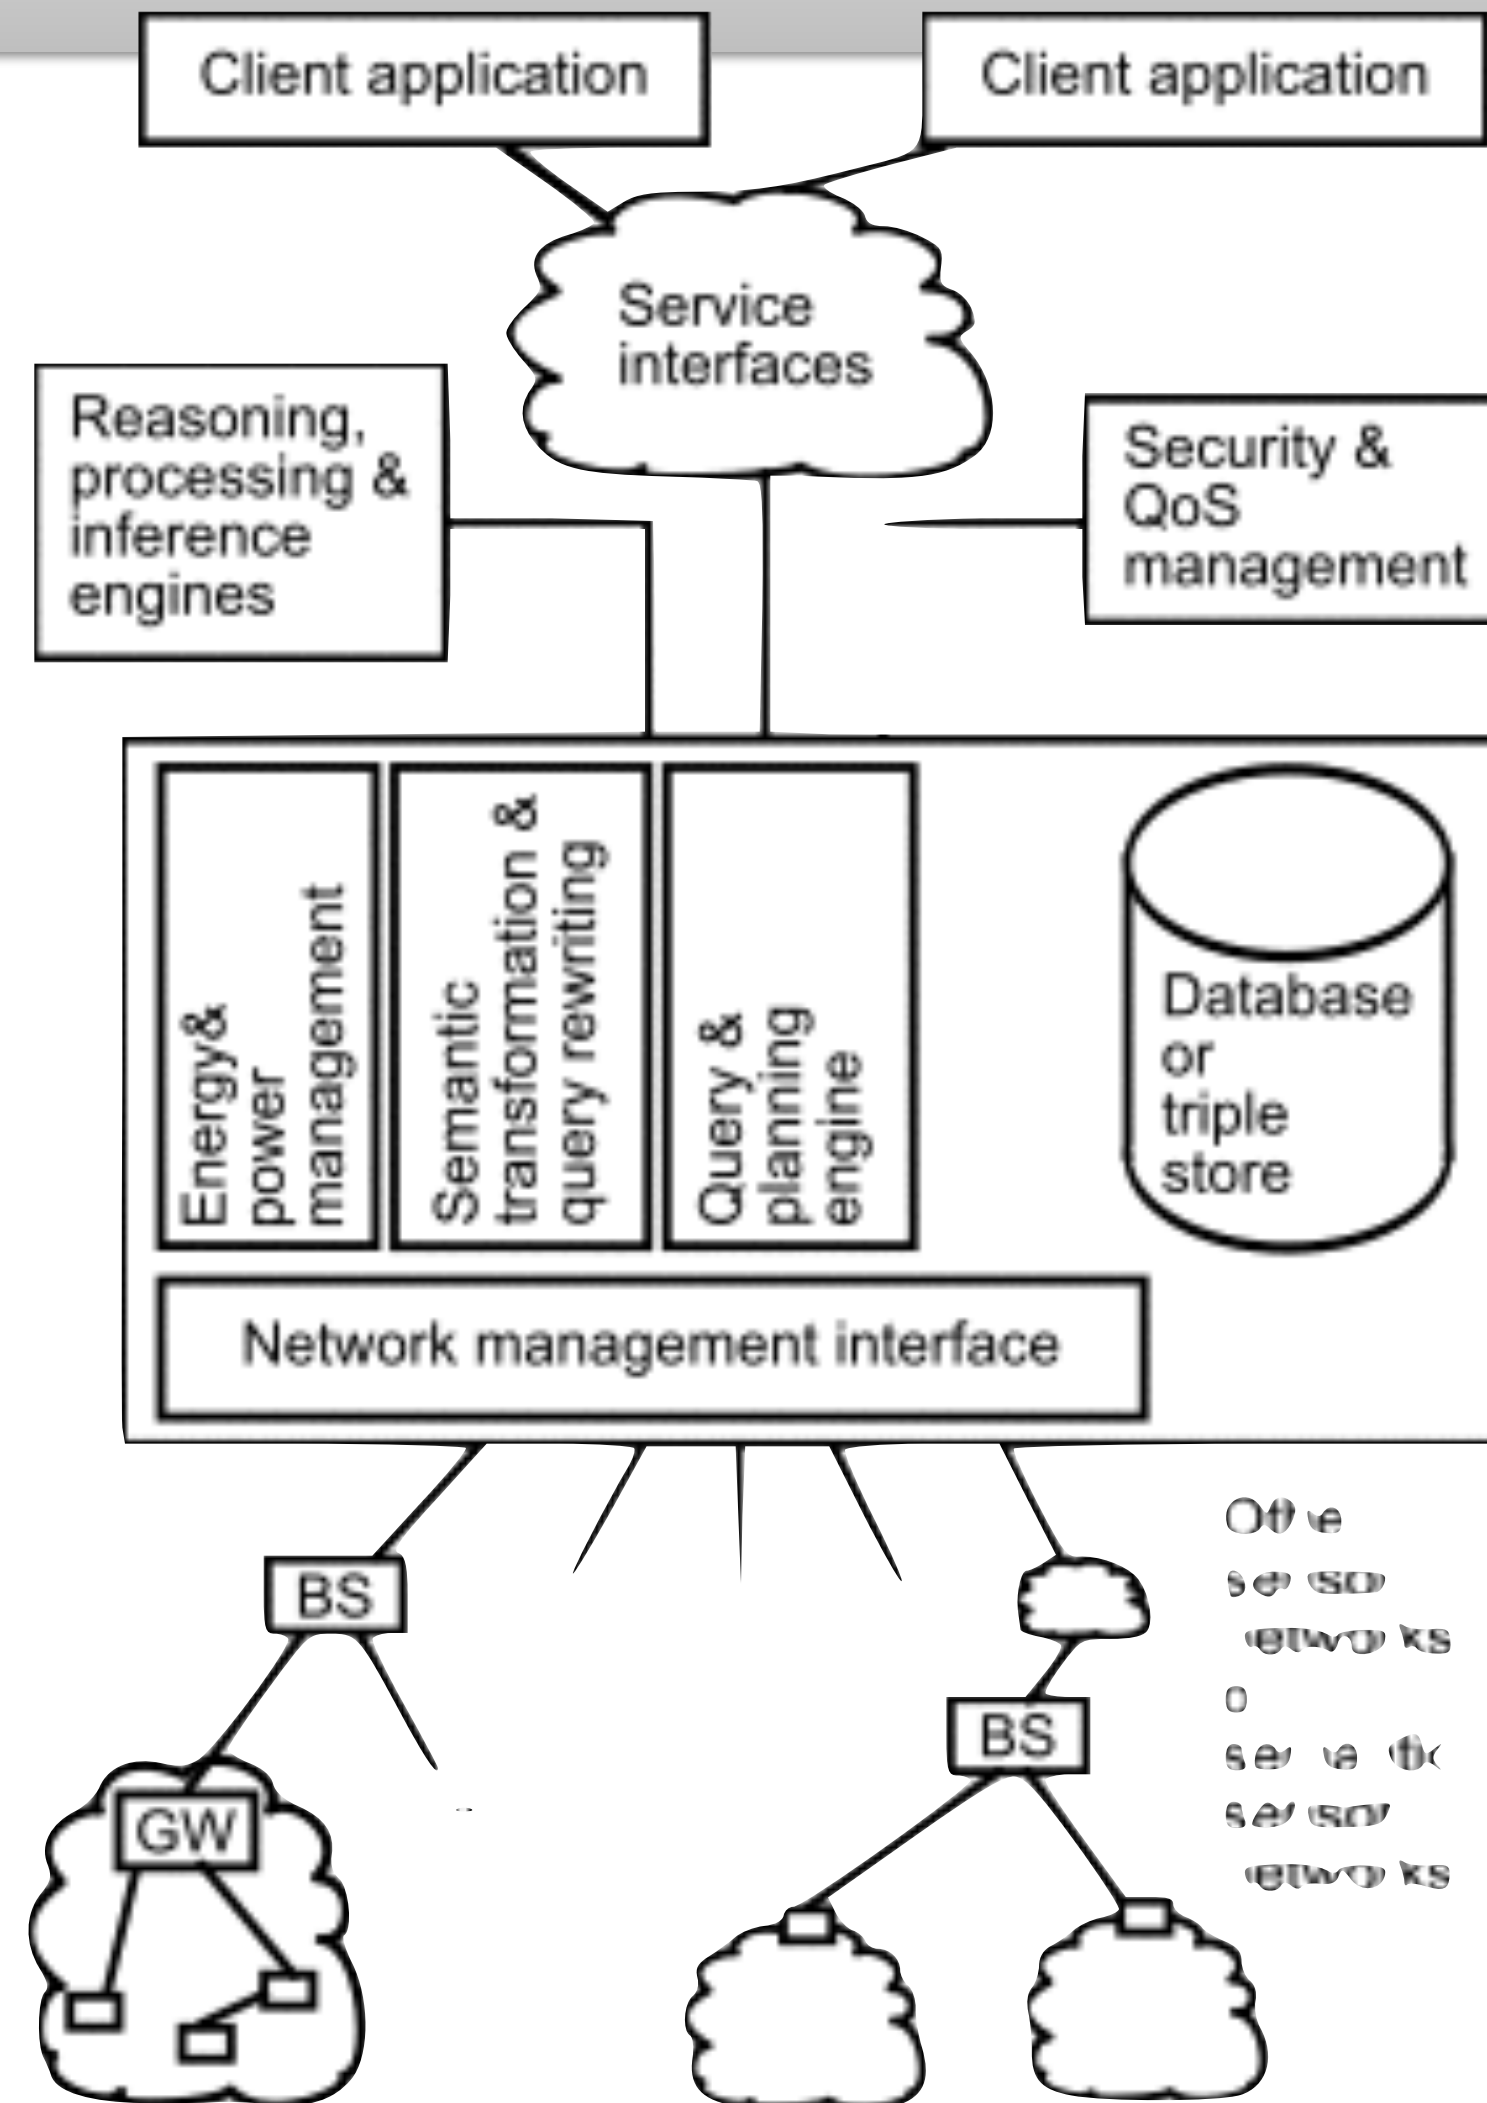 Client application
Client application
Service
interfaces
Reasoning,
processing &
inference
engines
Security &
QoS
management
Energy&
power
management
Semantic
transformation &
query rewriting
Query &
planning
engine
Database
or
triple
store
Network management interface
BS
BS
GW